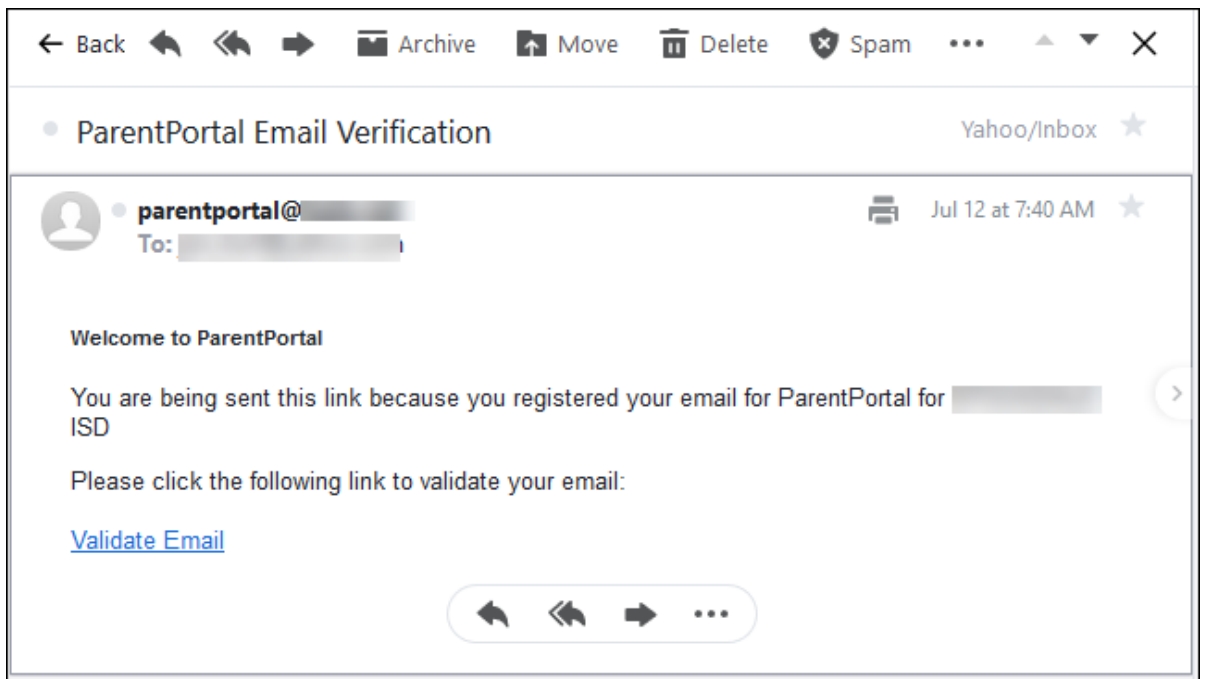 Back Archive Move Delete Spam
ParentPortal Email Verification Yahoo/Inbox
parentportal@ Jul 12 at 7:40 AM
To:
Welcome to ParentPortal
You are being sent this link because you registered your email for ParentPortal for
ISD
Please click the following link to validate your email:
Validate Email